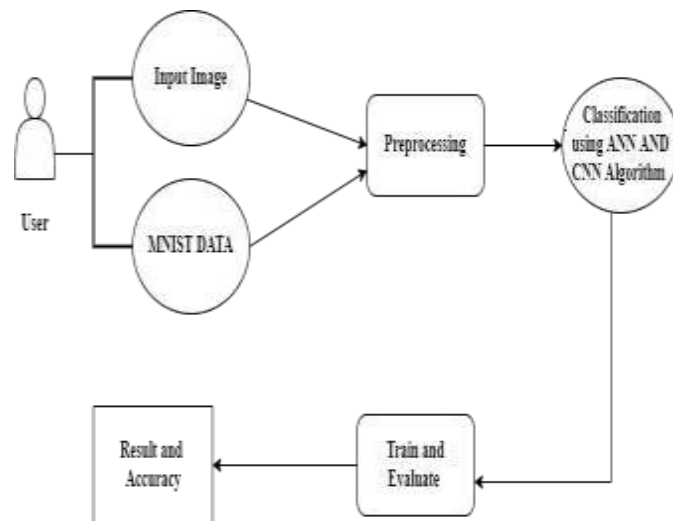 Input Image
User
MNIST DATA
Preprocessing
Classification
using ANN AND
CNN Algorithm
Train and
Evaluate
Result and
Accuracy